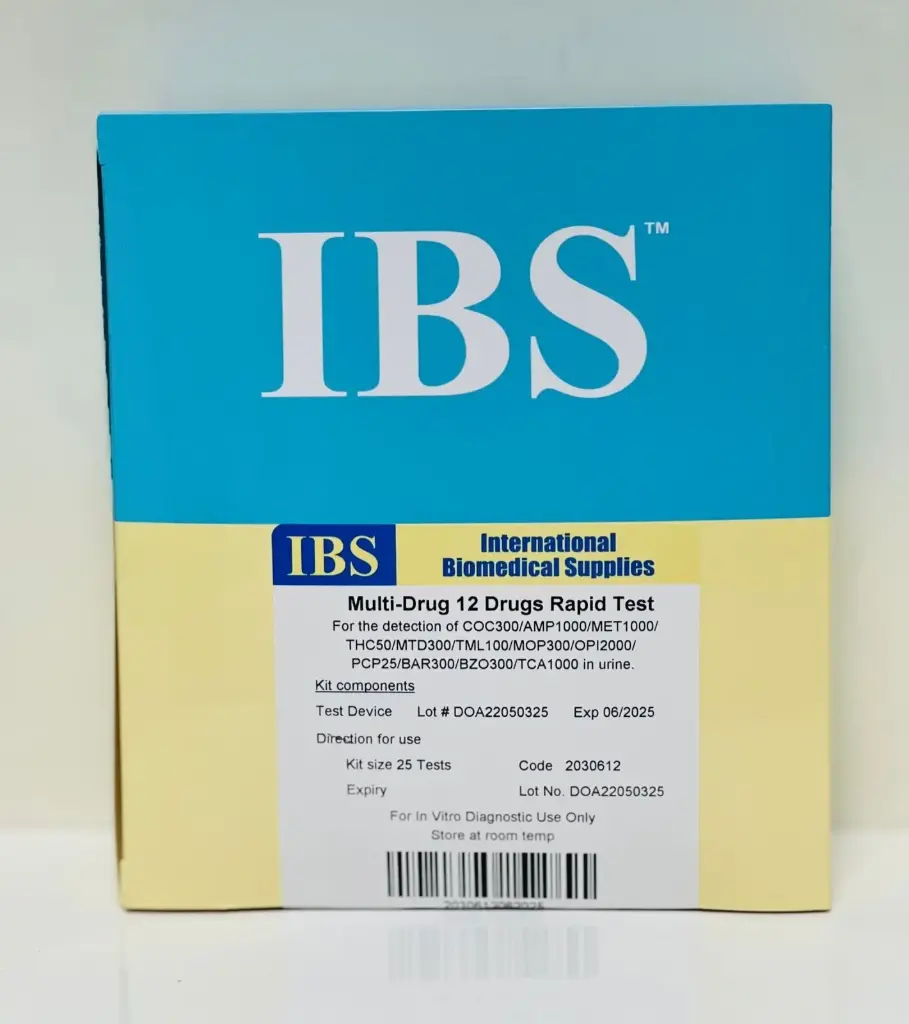 IBS™
IBS
International
Biomedical Supplies
Multi-Drug 12 Drugs Rapid Test
For the detection of COC300/AMP1000/MET1000/
THC50/MTD300/TML100/MOP300/OPI2000/
PCP25/BAR300/BZO300/TCA1000 in urine.
Kit components
Test Device Lot # DOA22050325 Exp 06/2025
Direction for use
Kit size 25 Tests Code 2030612
Expiry Lot No. DOA22050325
For In Vitro Diagnostic Use Only
Store at room temp